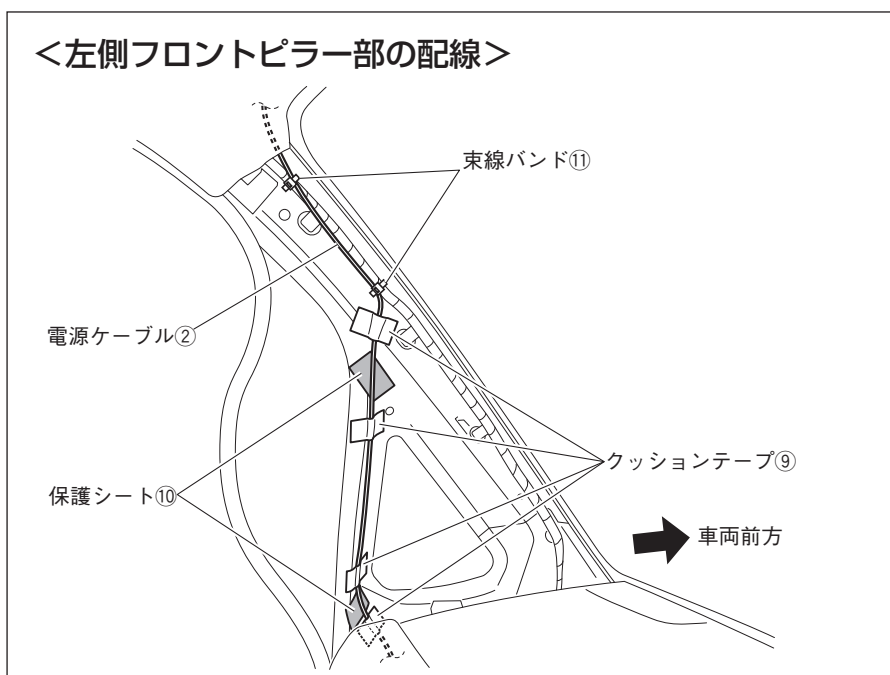 ＜左側フロントピラー部の配線＞
束線バンド⑪
電源ケーブル②
クッションテープ⑨
保護シート⑩
車両前方